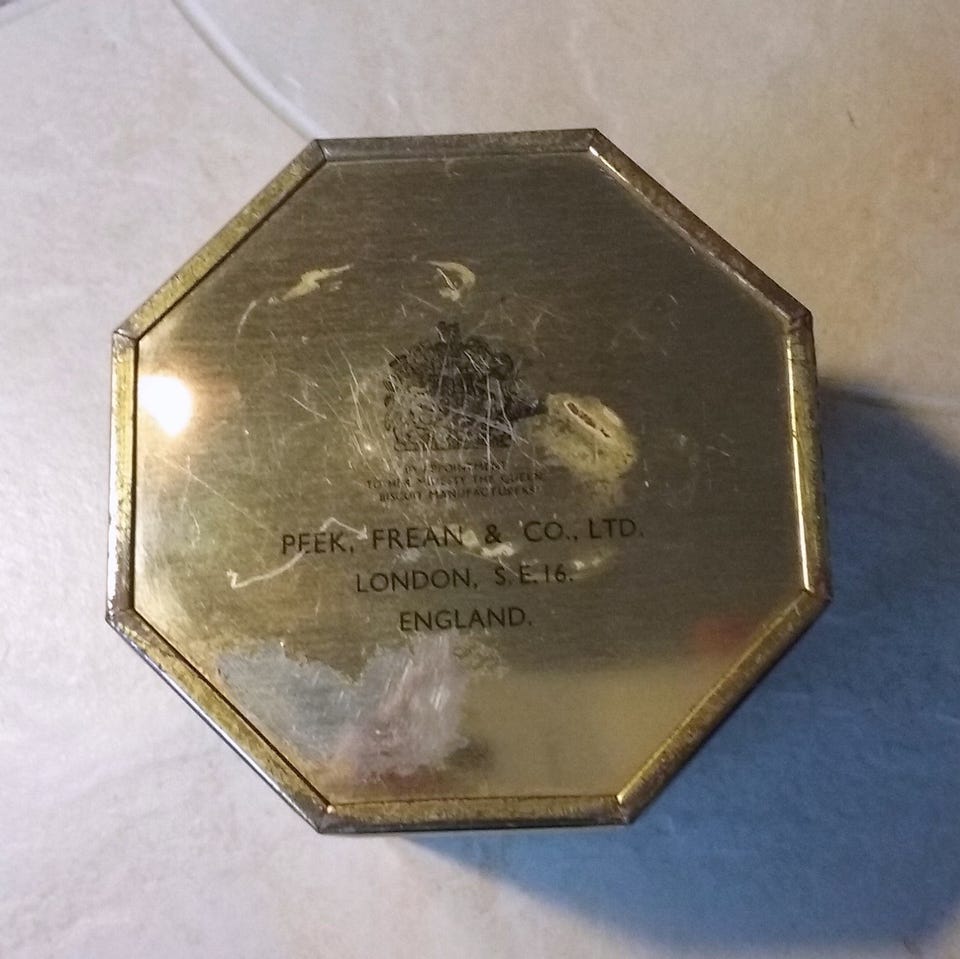 BY APPOINTMENT
TO HER MAJESTY THE QUEEN
BISCUIT MANUFACTURERS
PEEK, FREAN & CO., LTD.
LONDON, S.E.16.
ENGLAND.